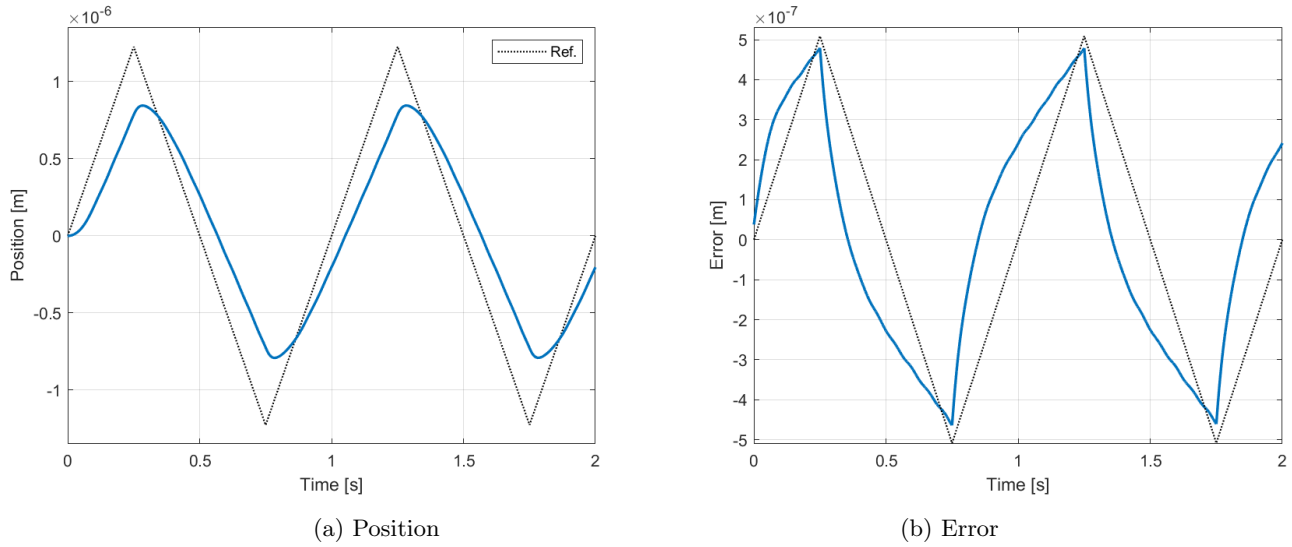 ×10⁻⁶
1
0.5
0
-0.5
-1
Position [m]
Ref.
0 0.5 1 1.5 2
Time [s]
(a) Position
×10⁻⁷
5
4
3
2
1
0
-1
-2
-3
-4
-5
Error [m]
0 0.5 1 1.5 2
Time [s]
(b) Error